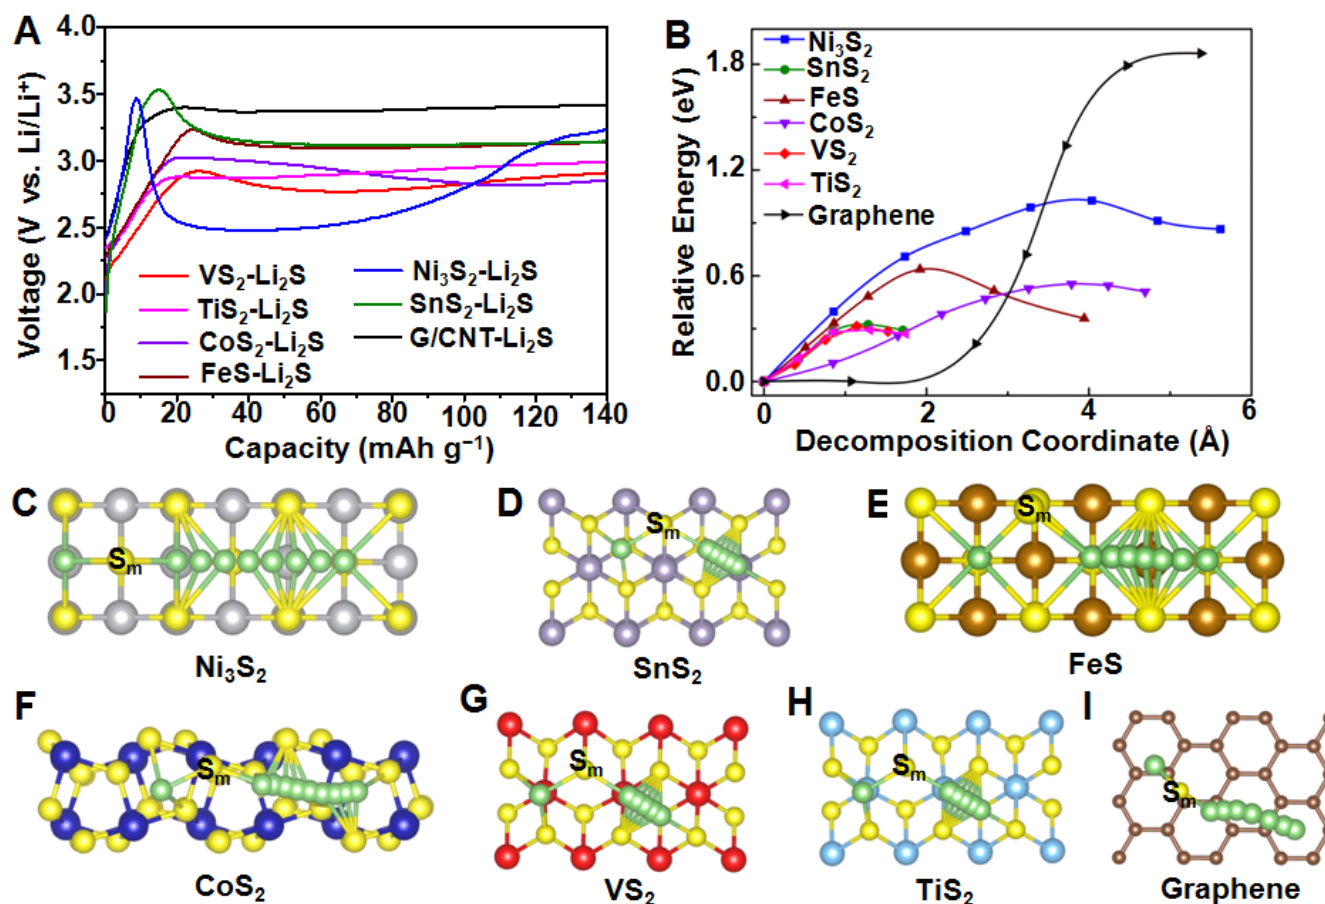 A
4.0
3.5
3.0
2.5
2.0
1.5
Voltage (V vs. Li/Li⁺)
VS₂-Li₂S
TiS₂-Li₂S
CoS₂-Li₂S
FeS-Li₂S
Ni₃S₂-Li₂S
SnS₂-Li₂S
G/CNT-Li₂S
0 20 40 60 80 100 120 140
Capacity (mAh g⁻¹)
B
1.8
1.2
0.6
0.0
Relative Energy (eV)
Ni₃S₂
SnS₂
FeS
CoS₂
VS₂
TiS₂
Graphene
0 2 4 6
Decomposition Coordinate (Å)
C
Sₘ
Ni₃S₂
D
Sₘ
SnS₂
E
Sₘ
FeS
F
Sₘ
CoS₂
G
Sₘ
VS₂
H
Sₘ
TiS₂
I
Sₘ
Graphene